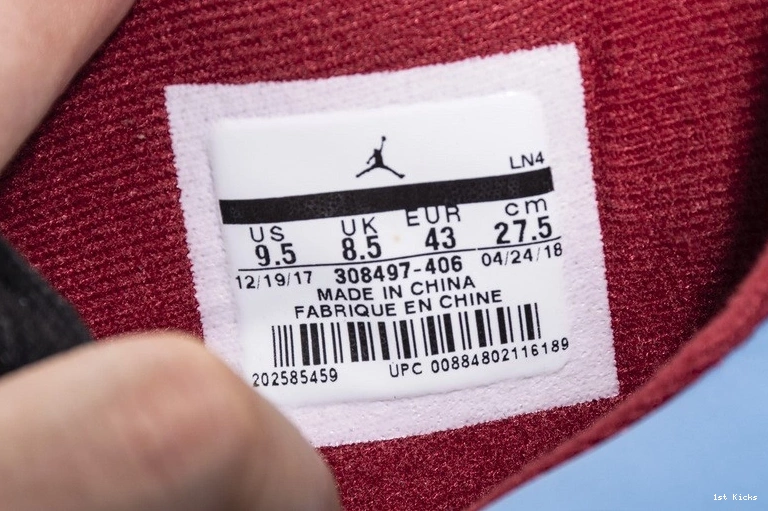 LN4
US UK EUR cm
9.5 8.5 43 27.5
12/19/17 308497-406 04/24/18
MADE IN CHINA
FABRIQUE EN CHINE
202585459 UPC 00884802116189
1st Kicks